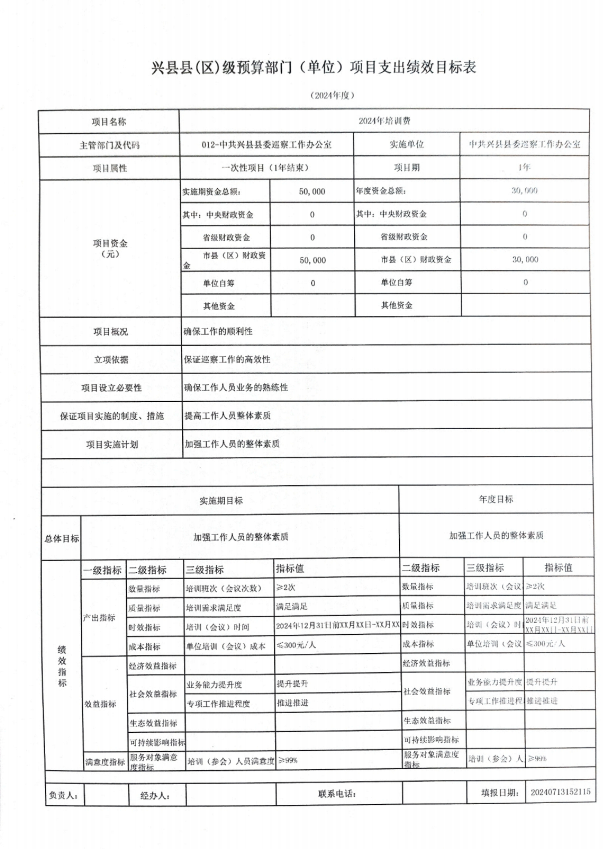 兴县县(区)级预算部门（单位）项目支出绩效目标表
（2024年度）
项目名称 2024年培训费
主管部门及代码 012-中共兴县县委巡察工作办公室 实施单位 中共兴县县委巡察工作办公室
项目属性 一次性项目（1年结束） 项目期 1年
项目资金
（元）
实施期资金总额： 50,000 年度资金总额： 30,000
其中：中央财政资金 0 其中：中央财政资金 0
省级财政资金 0 省级财政资金 0
市县（区）财政资金 50,000 市县（区）财政资金 30,000
单位自筹 0 单位自筹 0
其他资金 其他资金
项目概况 确保工作的顺利性
立项依据 保证巡察工作的高效性
项目设立必要性 确保工作人员业务的熟练性
保证项目实施的制度、措施 提高工作人员整体素质
项目实施计划 加强工作人员的整体素质
实施期目标 年度目标
总体目标 加强工作人员的整体素质 加强工作人员的整体素质
绩效指标
一级指标 二级指标 三级指标 指标值 二级指标 三级指标 指标值
产出指标
数量指标 培训班次（会议次数） ≥2次 数量指标 培训班次（会议 ≥2次
质量指标 培训需求满足度 满足满足 质量指标 培训需求满足度 满足满足
时效指标 培训（会议）时间 2024年12月31日前XX月XX日-XX月XX 时效指标 培训（会议）时 2024年12月31日前XX月XX日-XX月XX日
成本指标 单位培训（会议）成本 ≤300元/人 成本指标 单位培训（会议 ≤300元/人
效益指标
经济效益指标 经济效益指标
社会效益指标 业务能力提升度 提升提升 社会效益指标 业务能力提升度 提升提升
专项工作推进程度 推进推进 专项工作推进程 推进推进
生态效益指标 生态效益指标
可持续影响指标 可持续影响指标
满意度指标 服务对象满意度指标 培训（参会）人员满意度 ≥99% 服务对象满意度指标 培训（参会）人 ≥99%
负责人： 经办人： 联系电话： 填报日期： 20240713152115